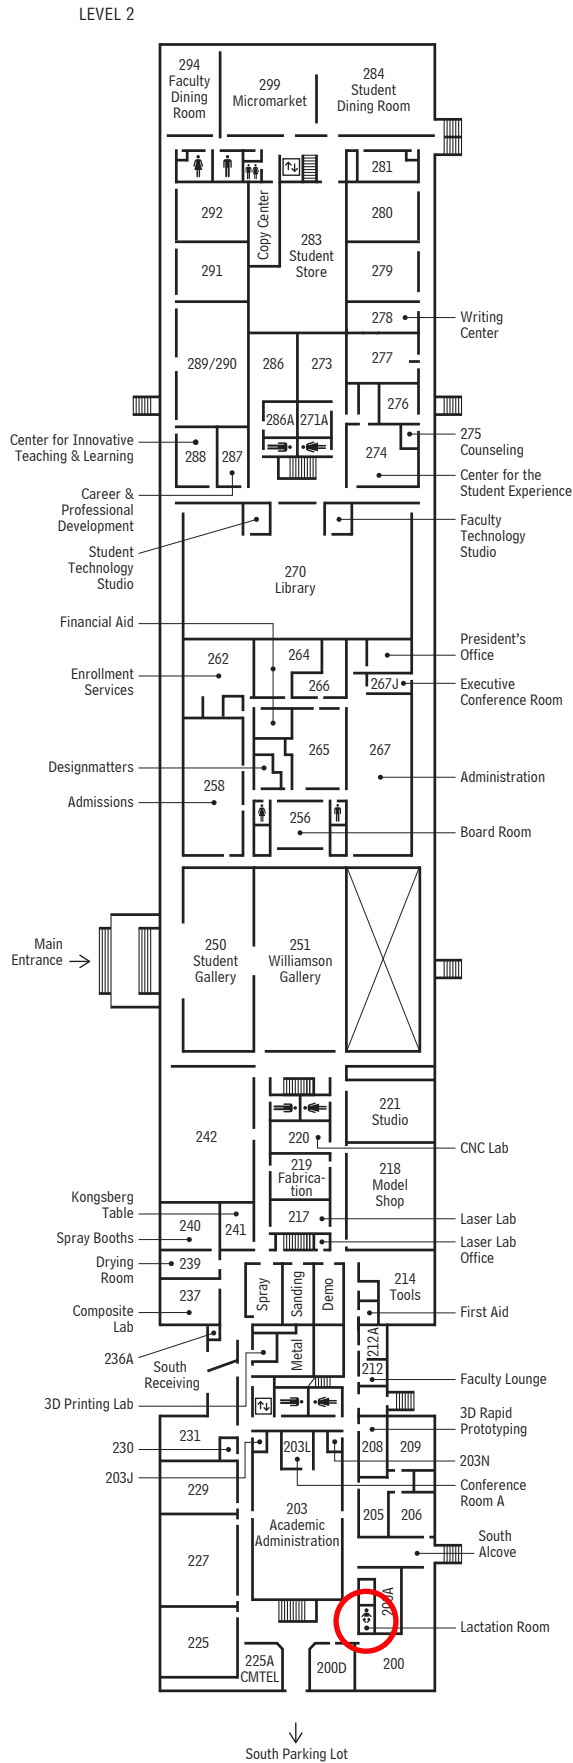 LEVEL 2
294
Faculty
Dining
Room
299
Micromarket
284
Student
Dining Room
281
292
Copy Center
280
283
Student
Store
291
279
278
Writing
Center
289/290
286
273
277
276
286A
271A
275
Counseling
Center for Innovative
Teaching & Learning
288
287
274
Center for the
Student Experience
Career &
Professional
Development
Student
Technology
Studio
Faculty
Technology
Studio
270
Library
Financial Aid
262
264
President's
Office
Enrollment
Services
266
267J
Executive
Conference Room
265
267
Designmatters
Administration
258
Admissions
256
Board Room
Main
Entrance
250
Student
Gallery
251
Williamson
Gallery
221
Studio
242
220
CNC Lab
219
Fabrica-
tion
218
Model
Shop
Kongsberg
Table
240
241
217
Laser Lab
Spray Booths
Laser Lab
Office
Drying
Room
239
237
Spray
Sanding
Demo
214
Tools
Composite
Lab
First Aid
236A
South
Receiving
Metal
212A
212
Faculty Lounge
3D Printing Lab
3D Rapid
Prototyping
231
230
203L
208
209
203N
203J
229
Conference
Room A
203
Academic
Administration
205
206
227
South
Alcove
200A
Lactation Room
225
225A
CMTEL
200D
200
South Parking Lot